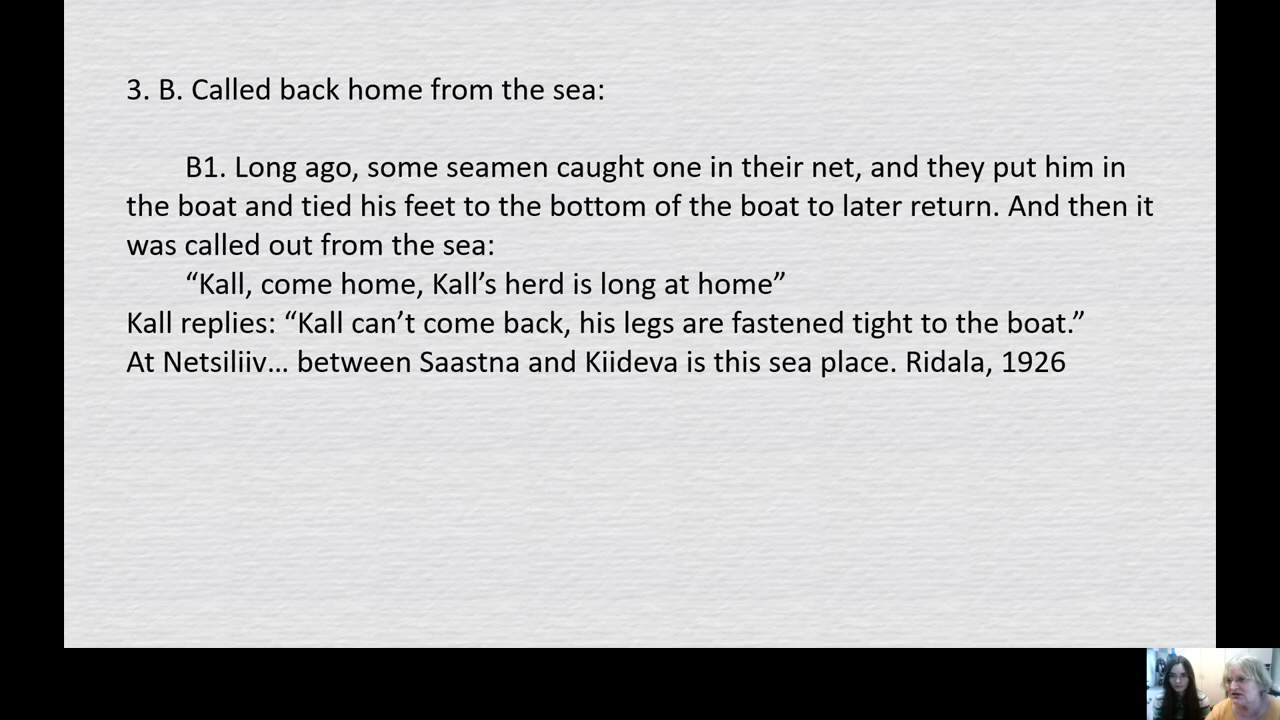 3. B. Called back home from the sea:
B1. Long ago, some seamen caught one in their net, and they put him in
the boat and tied his feet to the bottom of the boat to later return. And then it
was called out from the sea:
“Kall, come home, Kall’s herd is long at home”
Kall replies: “Kall can’t come back, his legs are fastened tight to the boat.”
At Netsiliiv… between Saastna and Kiideva is this sea place. Ridala, 1926